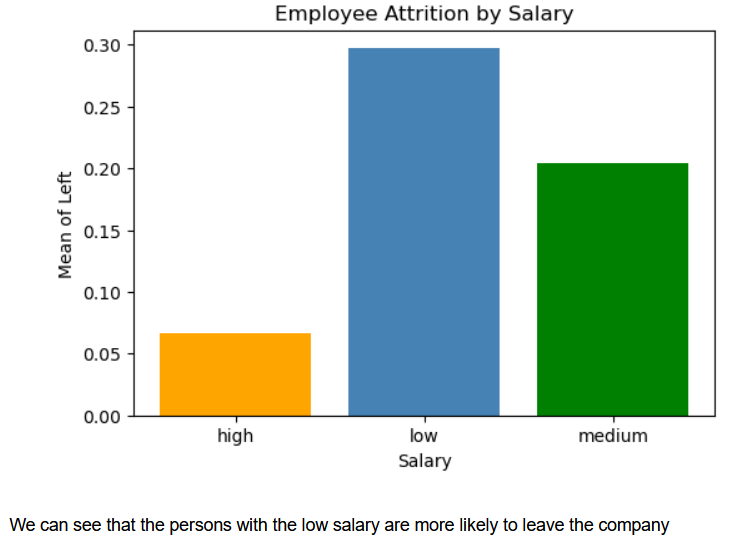 Employee Attrition by Salary
0.30
0.25
0.20
0.15
0.10
0.05
0.00
Mean of Left
high low medium
Salary
We can see that the persons with the low salary are more likely to leave the company